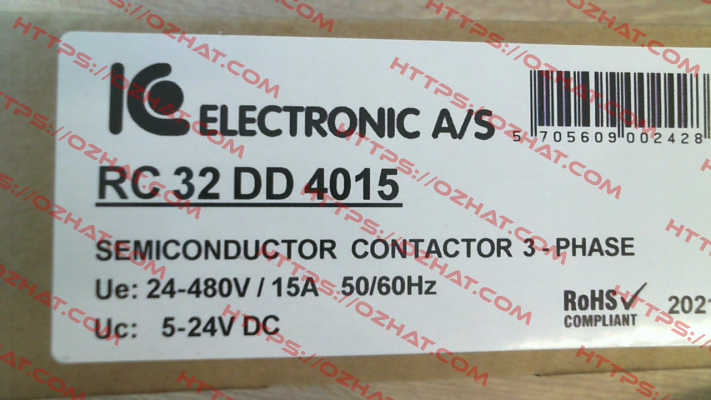 IC ELECTRONIC A/S
5 705609 002428
RC 32 DD 4015
SEMICONDUCTOR CONTACTOR 3 - PHASE
Ue: 24-480V / 15A 50/60Hz
Uc: 5-24V DC
RoHS✓
COMPLIANT
2021
HTTPS://OZHAT.COM